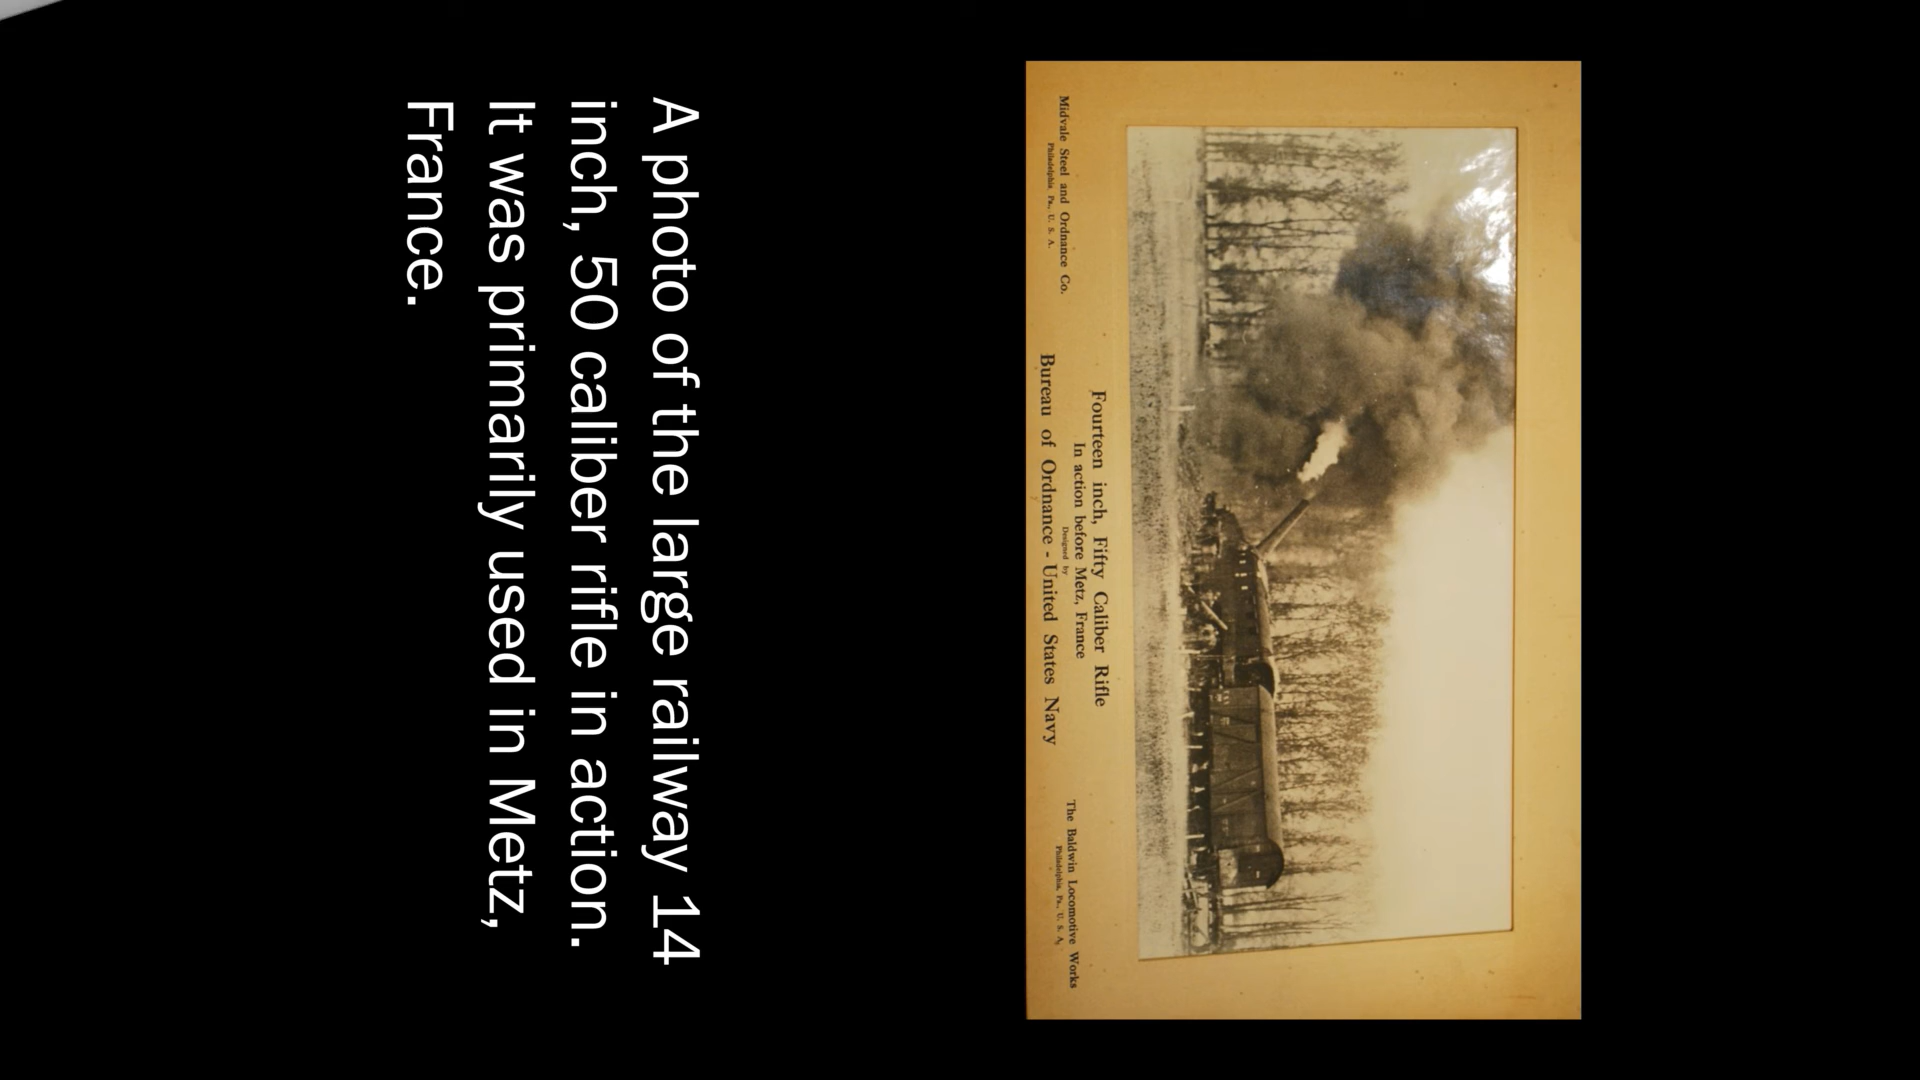 A photo of the large railway 14
inch, 50 caliber rifle in action.
It was primarily used in Metz,
France.
Fourteen inch, Fifty Caliber Rifle
In action before Metz, France
Designed by
Bureau of Ordnance - United States Navy
Midvale Steel and Ordnance Co.
Philadelphia, Pa., U. S. A.
The Baldwin Locomotive Works
Philadelphia, Pa., U. S. A.